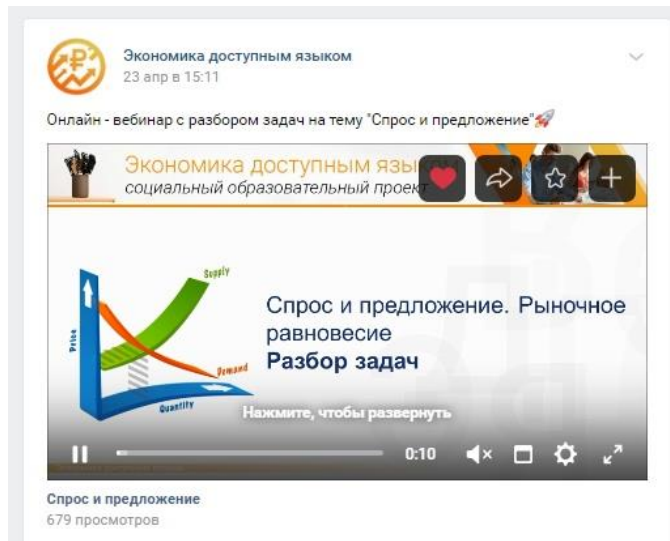 Экономика доступным языком
23 апр в 15:11
Онлайн - вебинар с разбором задач на тему "Спрос и предложение"🚀
Экономика доступным язы
социальный образовательный проект
Supply
Price
Demand
Quantity
Спрос и предложение. Рыночное
равновесие
Разбор задач
Нажмите, чтобы развернуть
0:10
Спрос и предложение
679 просмотров